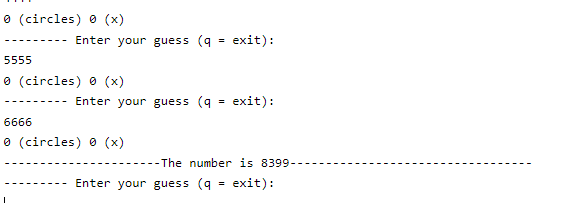 0 (circles) 0 (x)
--------- Enter your guess (q = exit):
5555
0 (circles) 0 (x)
--------- Enter your guess (q = exit):
6666
0 (circles) 0 (x)
---------------------The number is 8399--------------------------------
--------- Enter your guess (q = exit):